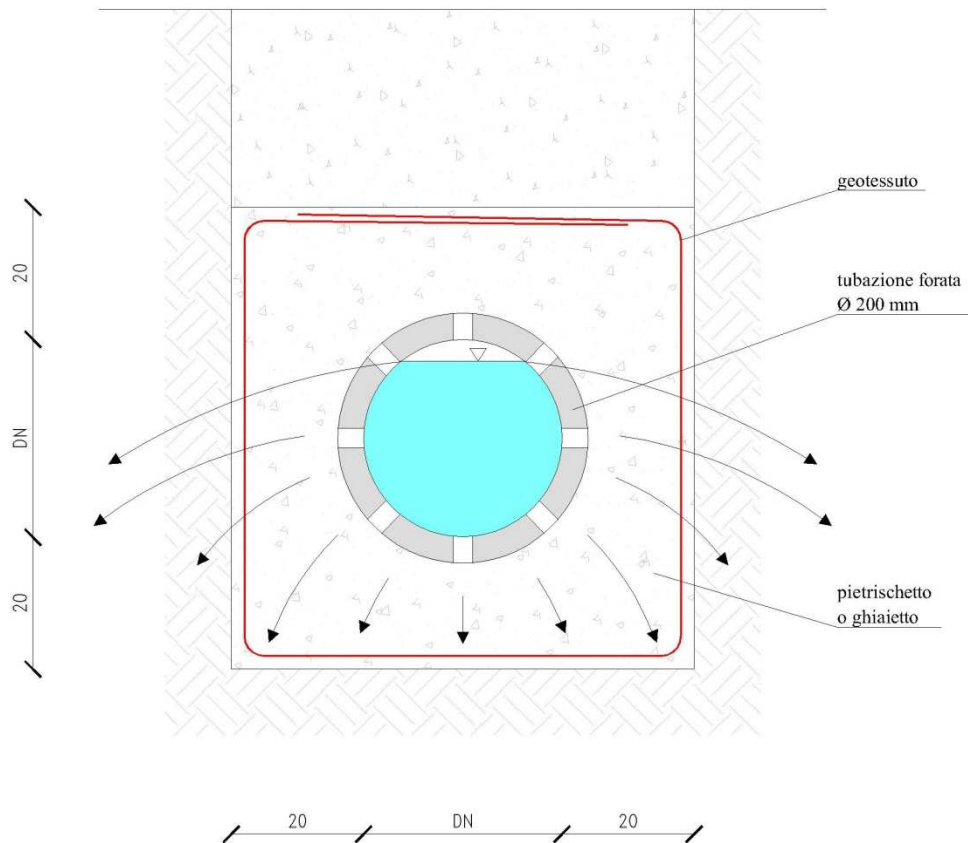 geotessuto
tubazione forata
Ø 200 mm
pietrischetto
o ghiaietto
20
DN
20
20
DN
20